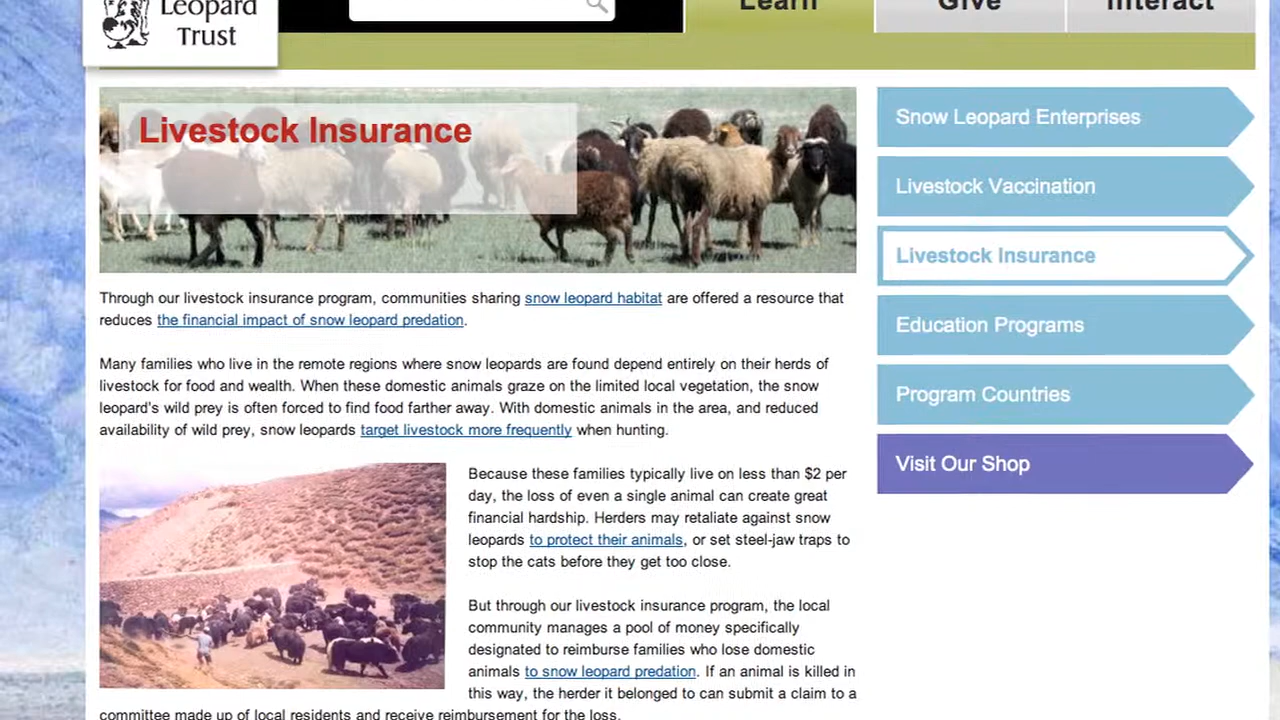 Leopard
Trust
Learn
Give
Interact
Livestock Insurance
Through our livestock insurance program, communities sharing snow leopard habitat are offered a resource that
reduces the financial impact of snow leopard predation.
Many families who live in the remote regions where snow leopards are found depend entirely on their herds of
livestock for food and wealth. When these domestic animals graze on the limited local vegetation, the snow
leopard's wild prey is often forced to find food farther away. With domestic animals in the area, and reduced
availability of wild prey, snow leopards target livestock more frequently when hunting.
Because these families typically live on less than $2 per
day, the loss of even a single animal can create great
financial hardship. Herders may retaliate against snow
leopards to protect their animals, or set steel-jaw traps to
stop the cats before they get too close.
But through our livestock insurance program, the local
community manages a pool of money specifically
designated to reimburse families who lose domestic
animals to snow leopard predation. If an animal is killed in
this way, the herder it belonged to can submit a claim to a
committee made up of local residents and receive reimbursement for the loss.
Snow Leopard Enterprises
Livestock Vaccination
Livestock Insurance
Education Programs
Program Countries
Visit Our Shop